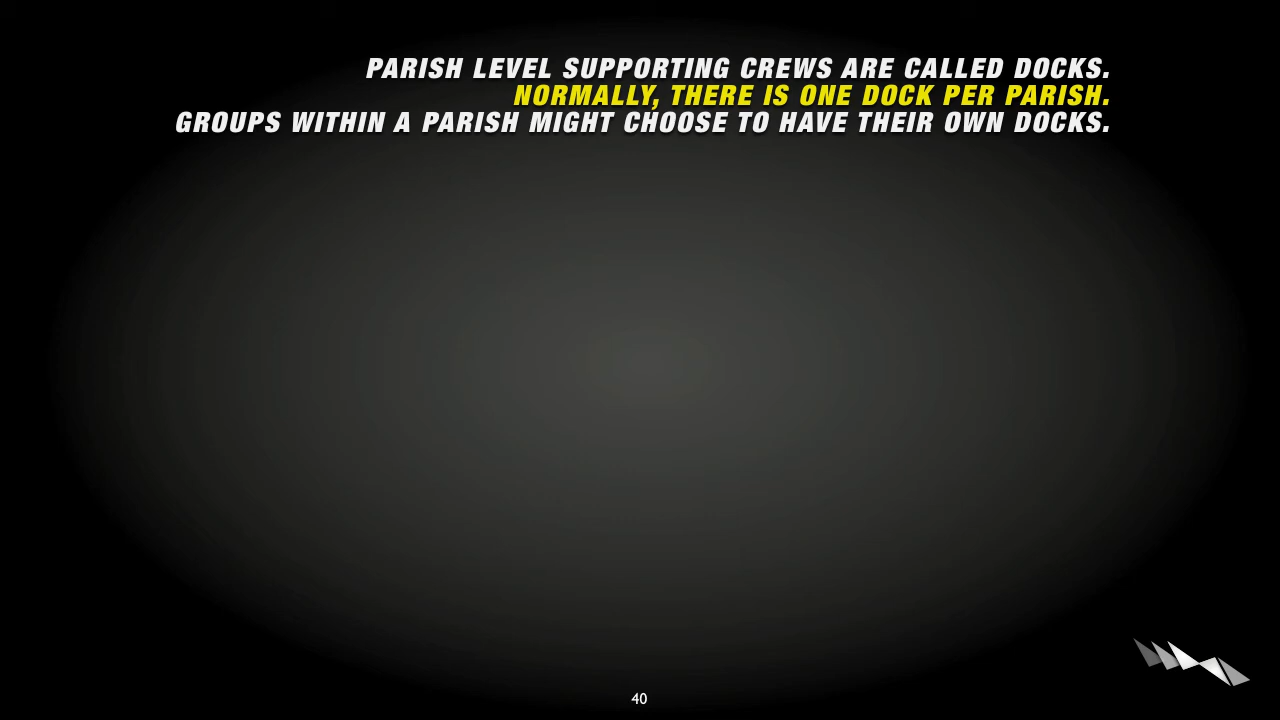 PARISH LEVEL SUPPORTING CREWS ARE CALLED DOCKS.
NORMALLY, THERE IS ONE DOCK PER PARISH.
GROUPS WITHIN A PARISH MIGHT CHOOSE TO HAVE THEIR OWN DOCKS.
40